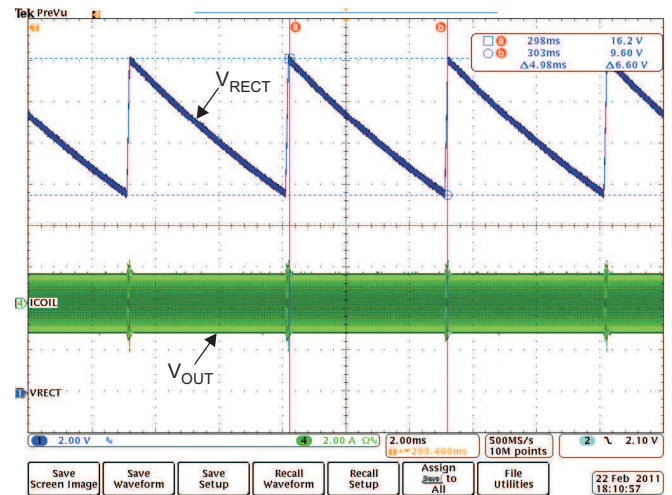 Tek PreVu
a
b
a 298ms 16.2 V
b 303ms 9.60 V
Δ4.98ms Δ6.60 V
VRECT
ICOIL
VOUT
VRECT
1 2.00 V
4 2.00 A Ω
2.00ms
299.400ms
500MS/s
10M points
2 2.10 V
Save Screen Image
Save Waveform
Save Setup
Recall Waveform
Recall Setup
Assign Save to All
File Utilities
22 Feb 2011
18:10:57